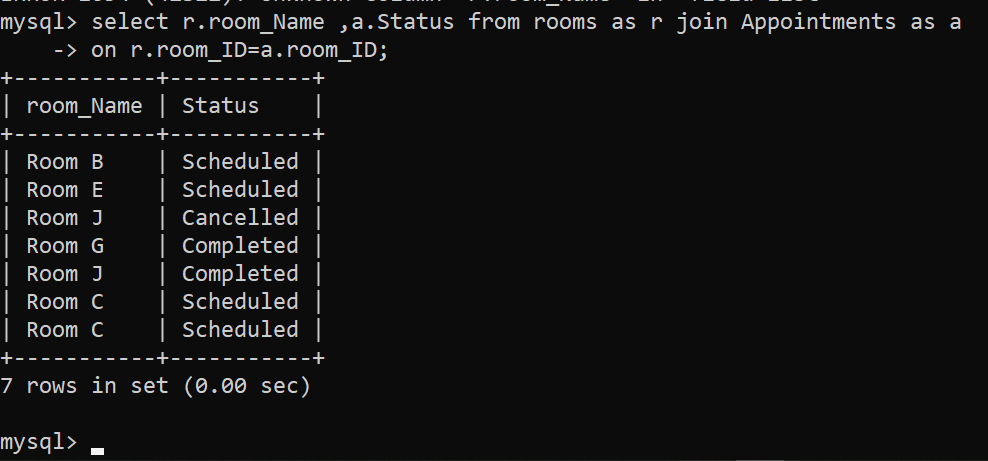 mysql> select r.room_Name ,a.Status from rooms as r join Appointments as a
    -> on r.room_ID=a.room_ID;
+-----------+-----------+
| room_Name | Status    |
+-----------+-----------+
| Room B    | Scheduled |
| Room E    | Scheduled |
| Room J    | Cancelled |
| Room G    | Completed |
| Room J    | Completed |
| Room C    | Scheduled |
| Room C    | Scheduled |
+-----------+-----------+
7 rows in set (0.00 sec)
mysql>